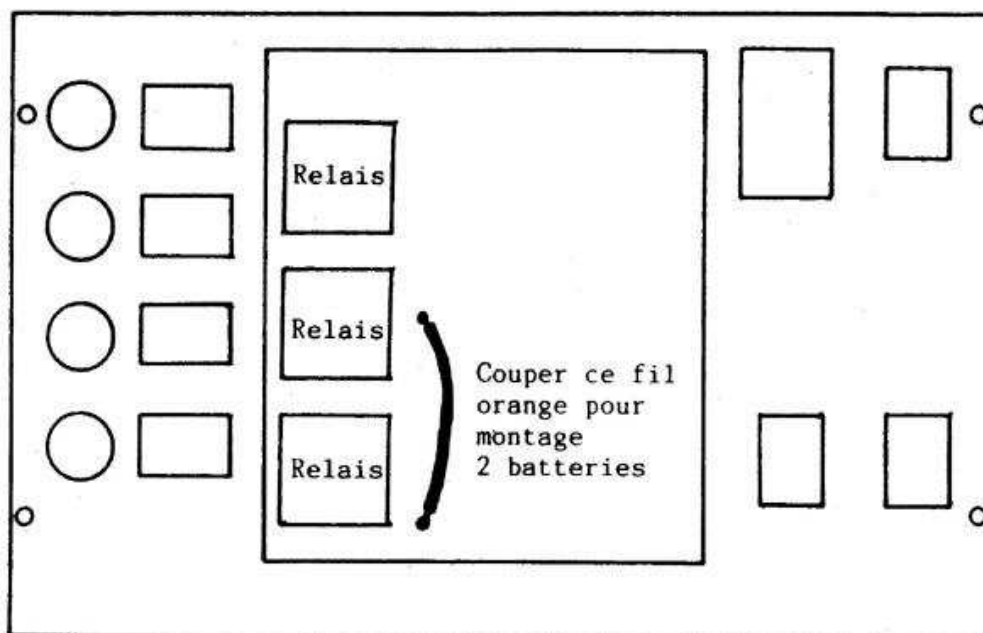 Relais
Relais
Couper ce fil
orange pour
montage
2 batteries
Relais